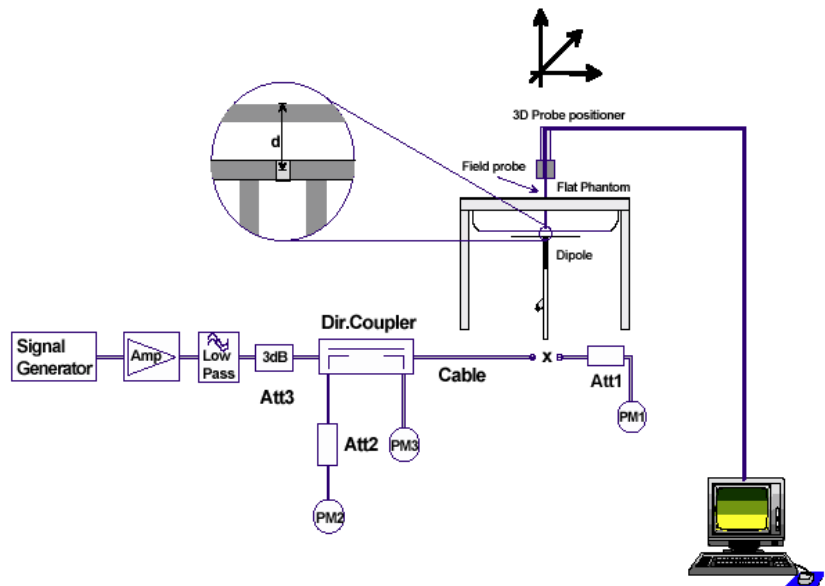 3D Probe positioner
d
Field probe
Flat Phantom
Dipole
Dir.Coupler
Signal
Generator
Amp
Low
Pass
3dB
Att3
Cable
x
Att1
PM1
Att2
PM3
PM2